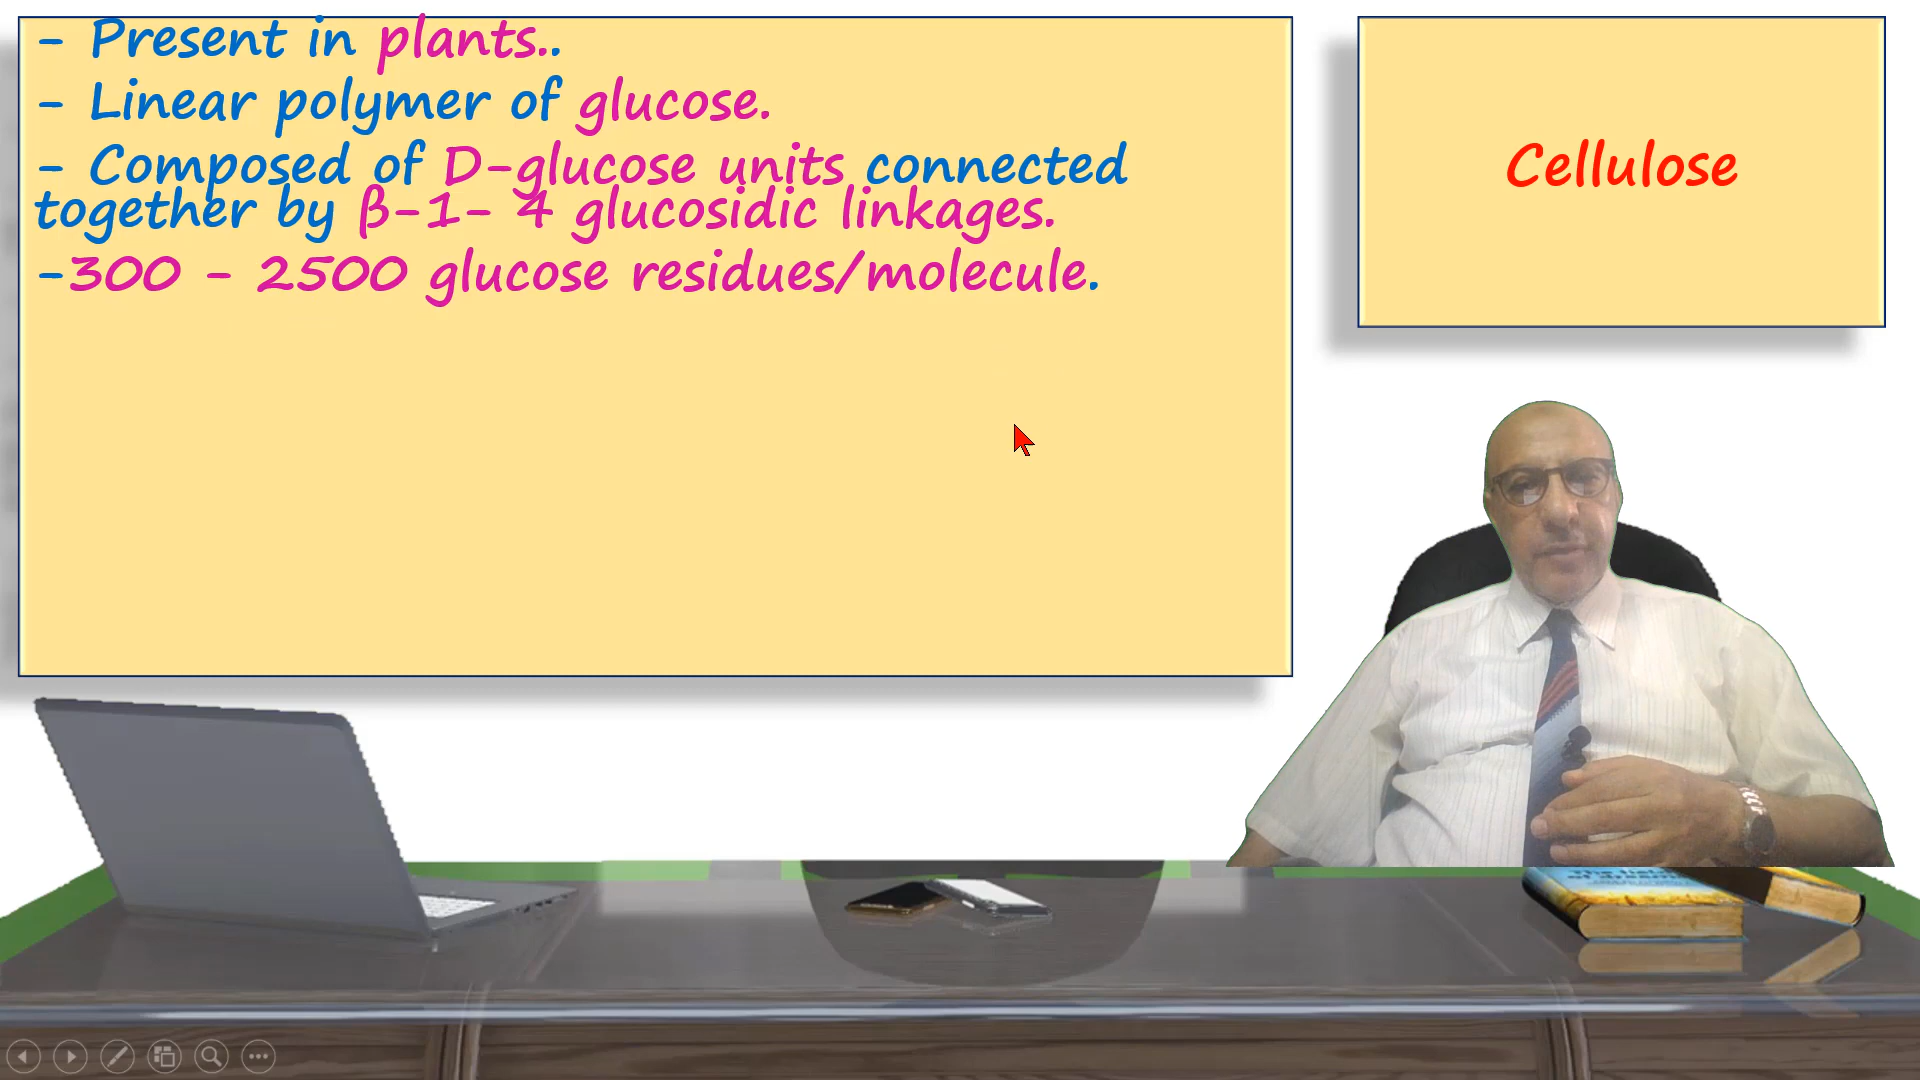 - Present in plants..
- Linear polymer of glucose.
- Composed of D-glucose units connected
together by β-1- 4 glucosidic linkages.
-300 - 2500 glucose residues/molecule.
Cellulose